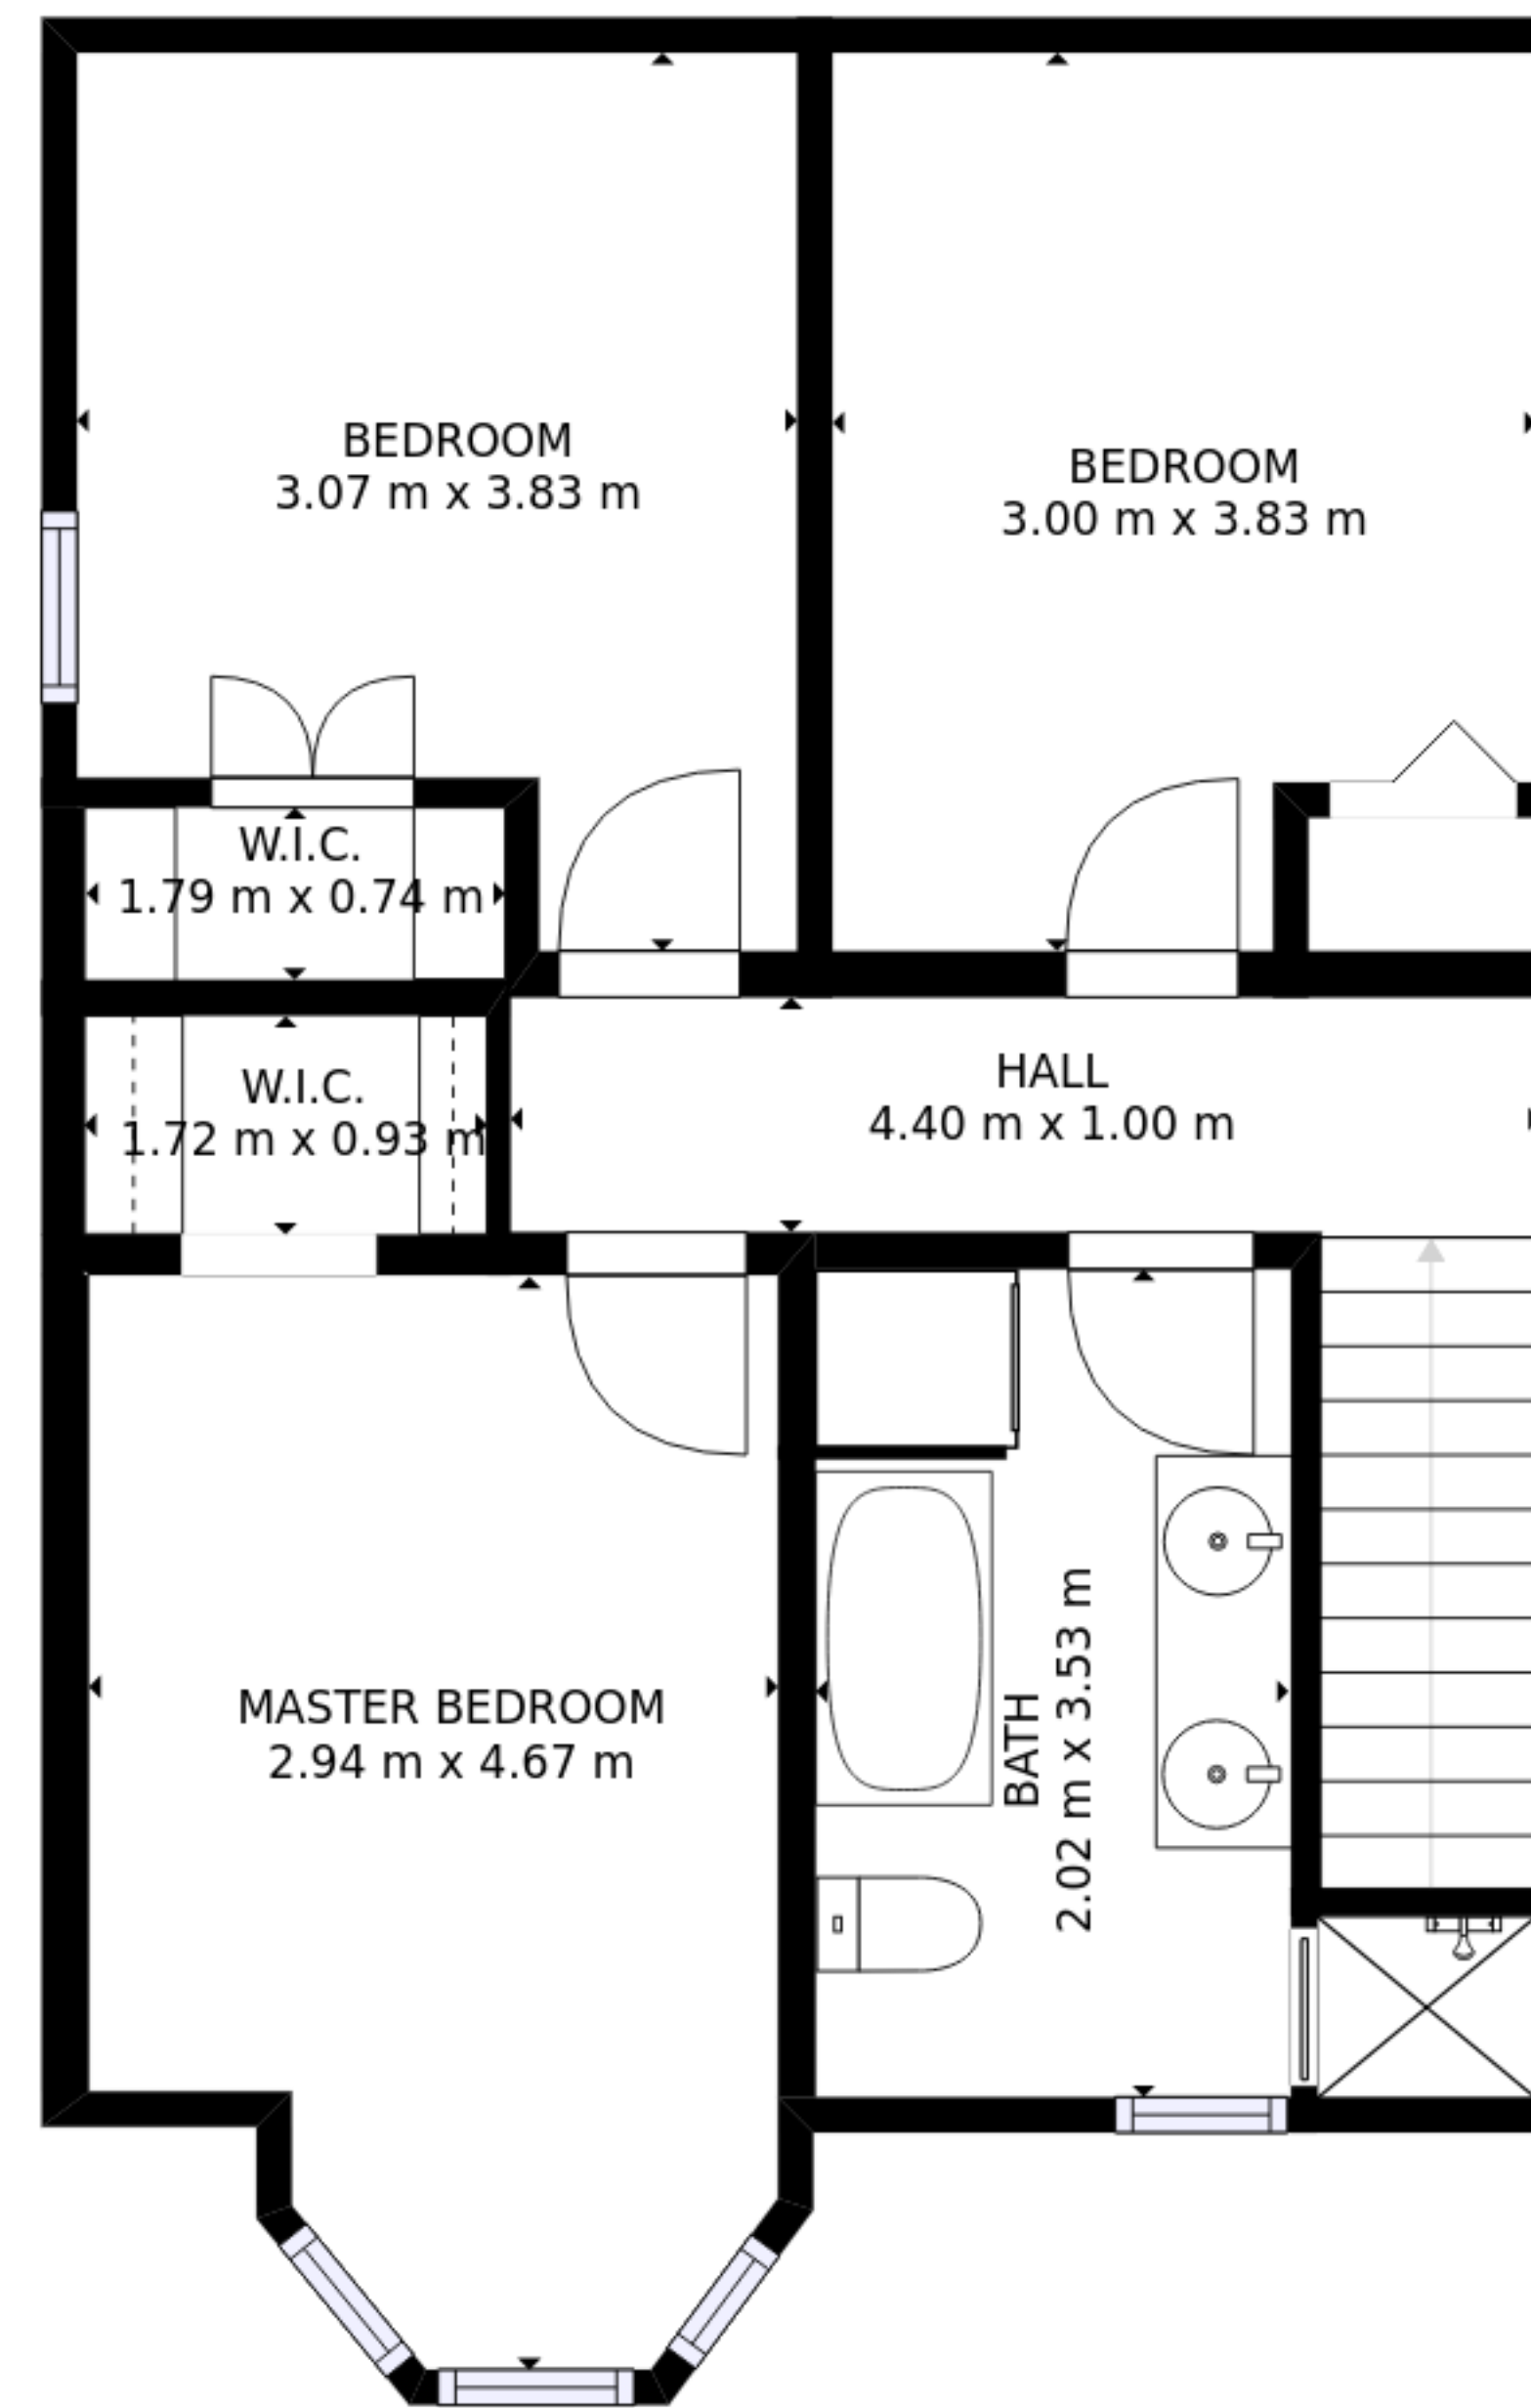 BEDROOM
3.07 m x 3.83 m
BEDROOM
3.00 m x 3.83 m
W.I.C.
1.79 m x 0.74 m
W.I.C.
1.72 m x 0.93 m
HALL
4.40 m x 1.00 m
MASTER BEDROOM
2.94 m x 4.67 m
BATH
2.02 m x 3.53 m